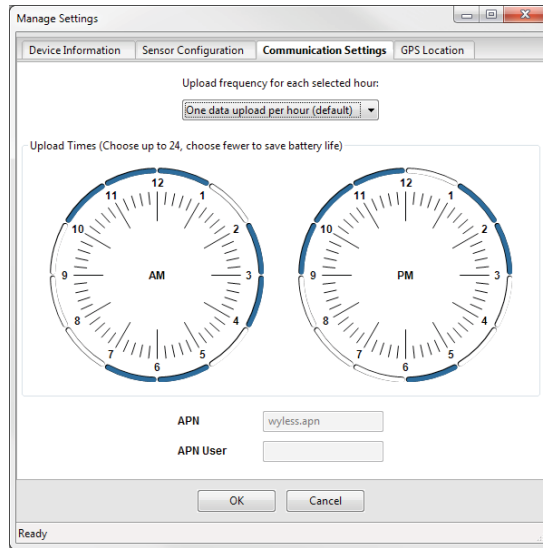 Manage Settings
Device Information Sensor Configuration Communication Settings GPS Location
Upload frequency for each selected hour:
One data upload per hour (default)
Upload Times (Choose up to 24, choose fewer to save battery life)
12
11 1
10 2
9 AM 3
8 4
7 5
6
12
11 1
10 2
9 PM 3
8 4
7 5
6
APN wyless.apn
APN User
OK Cancel
Ready